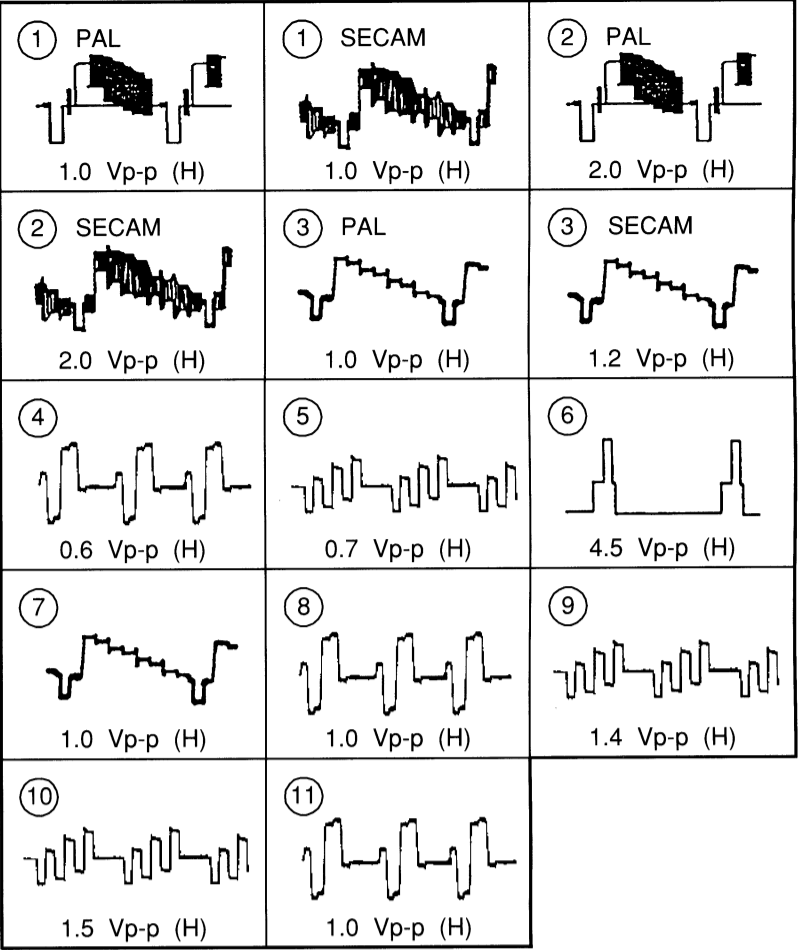 ① PAL
1.0 Vp-p (H)
① SECAM
1.0 Vp-p (H)
② PAL
2.0 Vp-p (H)
② SECAM
2.0 Vp-p (H)
③ PAL
1.0 Vp-p (H)
③ SECAM
1.2 Vp-p (H)
④
0.6 Vp-p (H)
⑤
0.7 Vp-p (H)
⑥
4.5 Vp-p (H)
⑦
1.0 Vp-p (H)
⑧
1.0 Vp-p (H)
⑨
1.4 Vp-p (H)
⑩
1.5 Vp-p (H)
⑪
1.0 Vp-p (H)